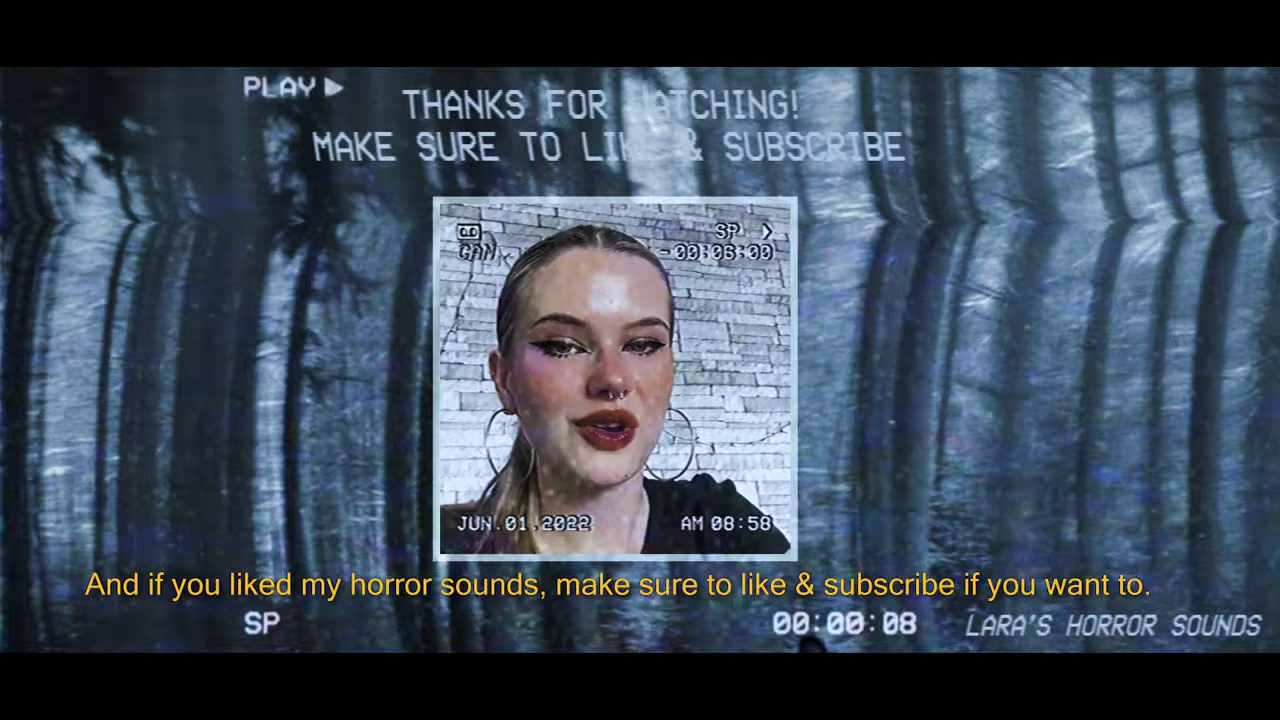 PLAY
THANKS FOR WATCHING!
MAKE SURE TO LIKE & SUBSCRIBE
SP
-00:06:00
JUN.01.2022
AM 08:58
And if you liked my horror sounds, make sure to like & subscribe if you want to.
SP
00:00:08
LARA'S HORROR SOUNDS